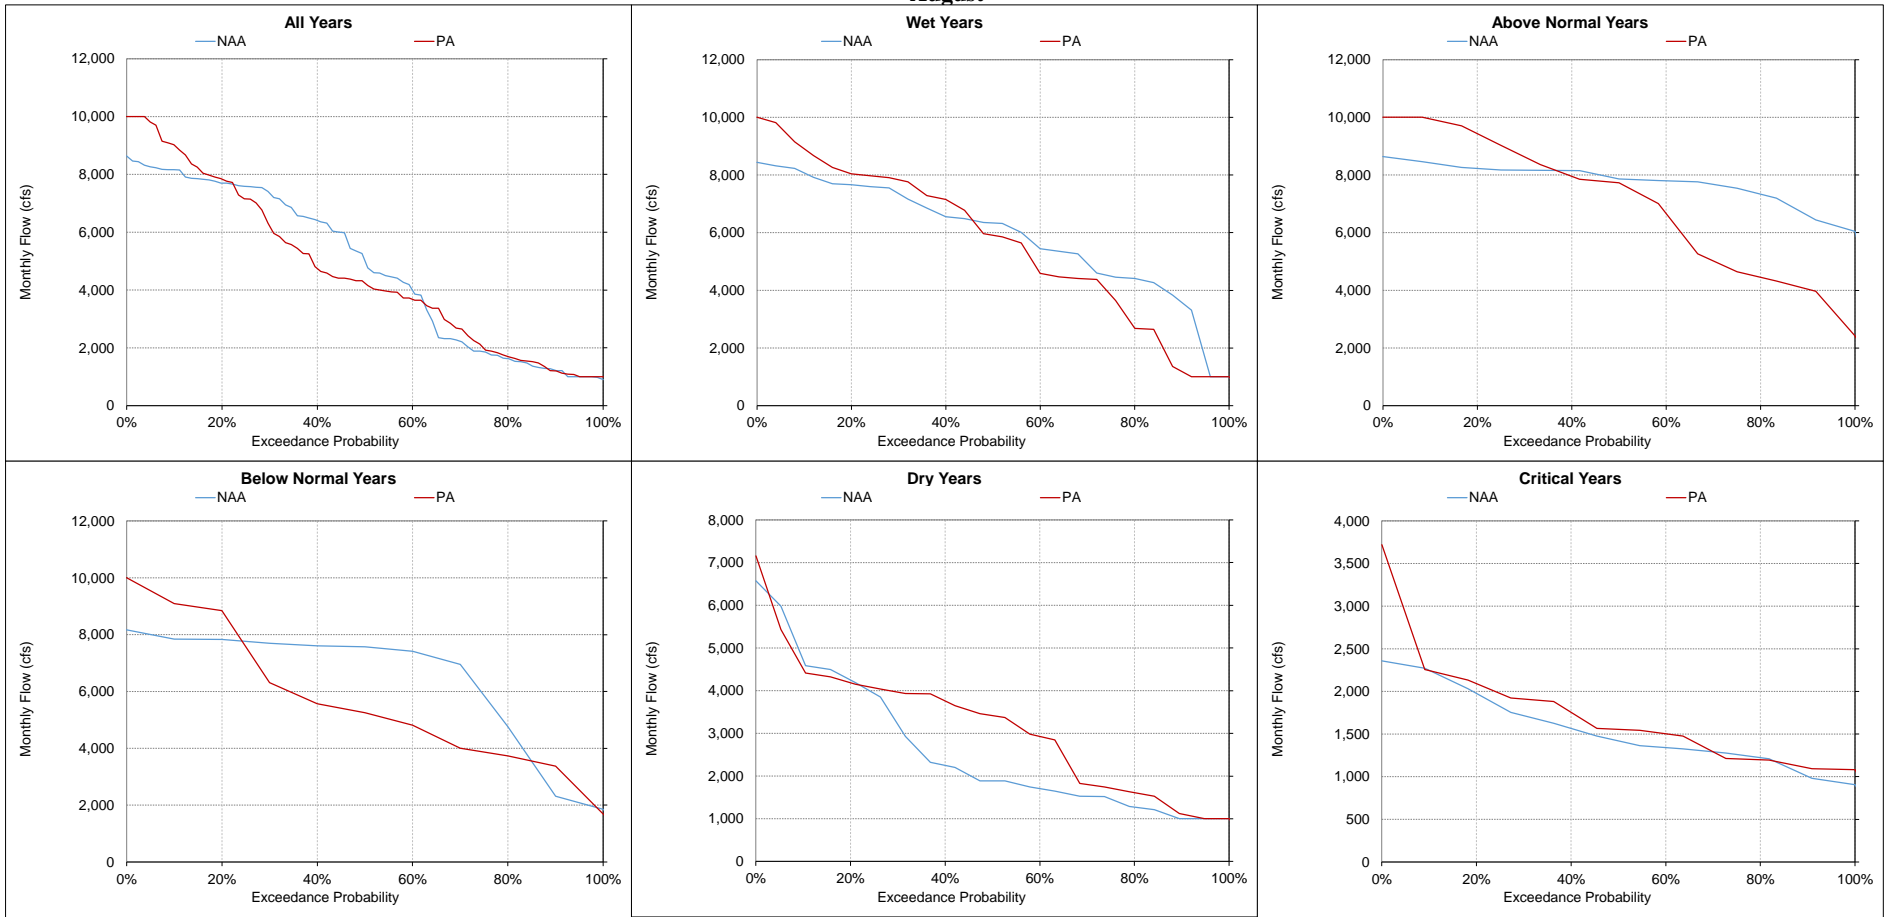 August
All Years
NAA
PA
12,000
10,000
8,000
6,000
4,000
2,000
0
Monthly Flow (cfs)
0%
20%
40%
60%
80%
100%
Exceedance Probability
Wet Years
NAA
PA
12,000
10,000
8,000
6,000
4,000
2,000
0
Monthly Flow (cfs)
0%
20%
40%
60%
80%
100%
Exceedance Probability
Above Normal Years
NAA
PA
12,000
10,000
8,000
6,000
4,000
2,000
0
Monthly Flow (cfs)
0%
20%
40%
60%
80%
100%
Exceedance Probability
Below Normal Years
NAA
PA
12,000
10,000
8,000
6,000
4,000
2,000
0
Monthly Flow (cfs)
0%
20%
40%
60%
80%
100%
Exceedance Probability
Dry Years
NAA
PA
8,000
7,000
6,000
5,000
4,000
3,000
2,000
1,000
0
Monthly Flow (cfs)
0%
20%
40%
60%
80%
100%
Exceedance Probability
Critical Years
NAA
PA
4,000
3,500
3,000
2,500
2,000
1,500
1,000
500
0
Monthly Flow (cfs)
0%
20%
40%
60%
80%
100%
Exceedance Probability